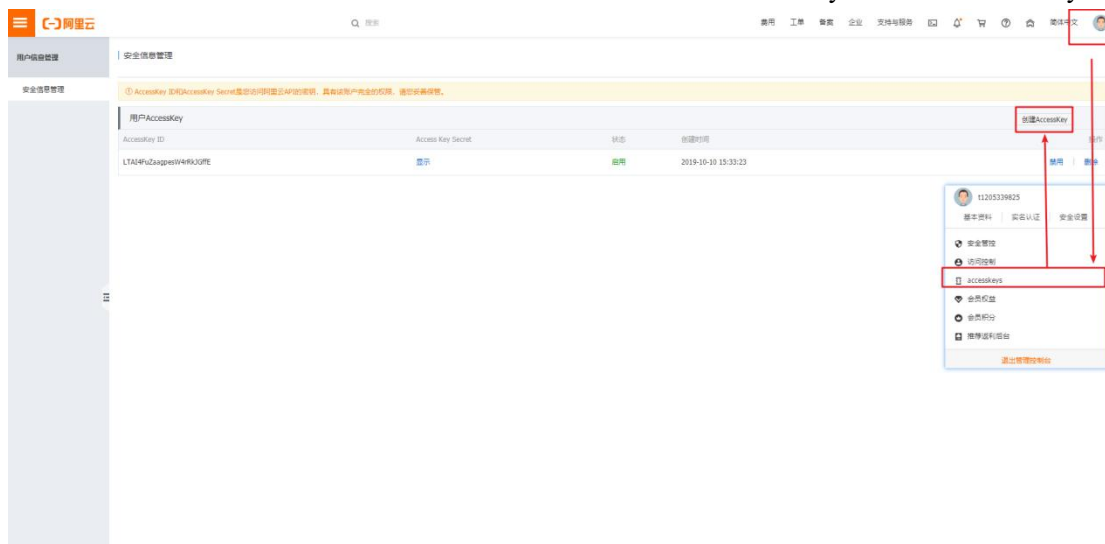 阿里云
搜索
费用 工单 备案 企业 支持与服务 简体中文
用户信息管理
安全信息管理
安全信息管理
AccessKey ID和Access Key Secret是您访问阿里云API的密钥，具有该账户完全的权限，请您妥善保管。
用户AccessKey
创建AccessKey
AccessKey ID Access Key Secret 状态 创建时间 操作
显示 启用 2019-10-10 15:33:23 禁用 删除
t1205339825
基本资料 实名认证 安全设置
安全管控
访问控制
accesskeys
会员权益
会员积分
推荐返利后台
退出管理控制台